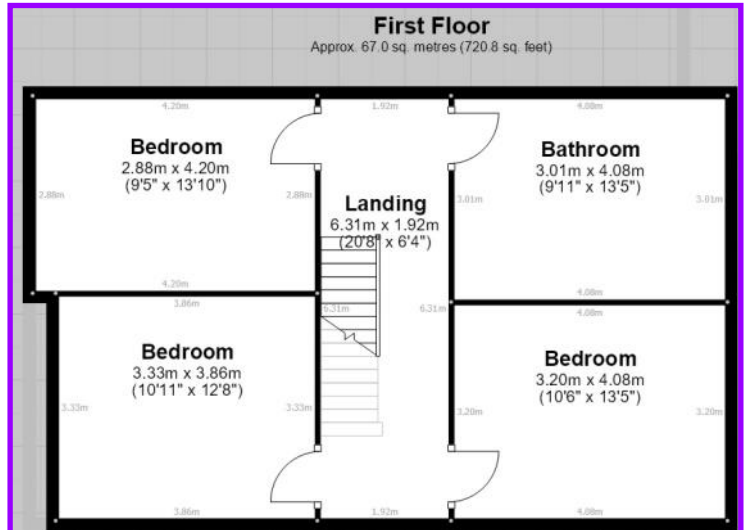 First Floor
Approx. 67.0 sq. metres (720.8 sq. feet)
4.20m
1.92m
4.08m
Bedroom
2.88m x 4.20m
(9'5" x 13'10")
2.88m
2.88m
Bathroom
3.01m x 4.08m
(9'11" x 13'5")
3.01m
3.01m
Landing
6.31m x 1.92m
(20'8" x 6'4")
4.20m
3.86m
6.31m
6.31m
4.08m
4.08m
Bedroom
3.33m x 3.86m
(10'11" x 12'8")
3.33m
3.33m
Bedroom
3.20m x 4.08m
(10'6" x 13'5")
3.20m
3.20m
3.86m
1.92m
4.08m